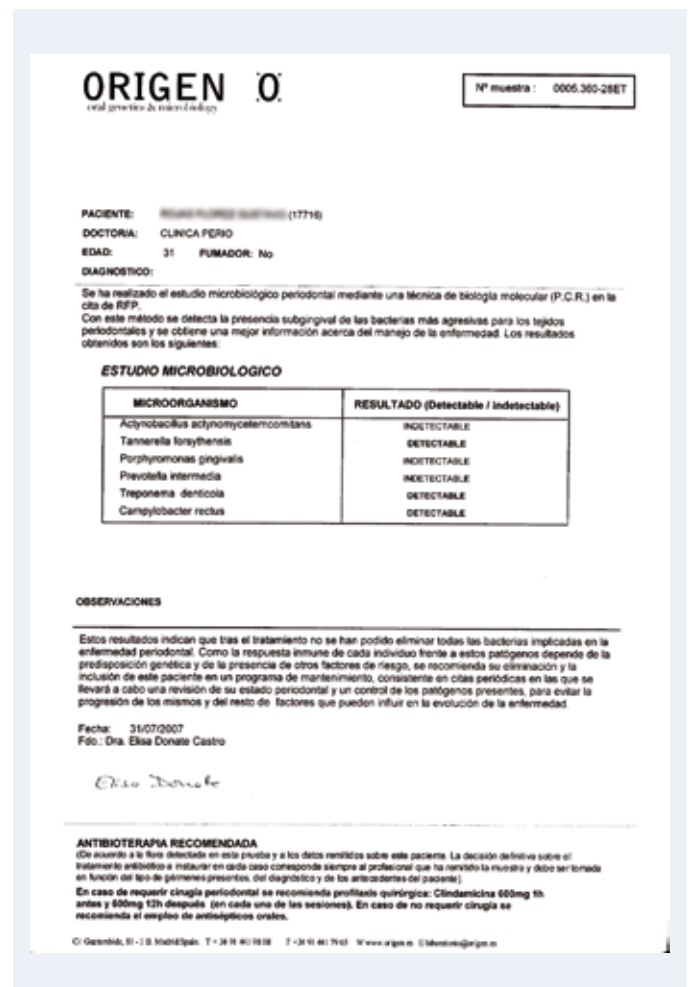 ORIGEN O
oral genetics & microbiology
Nº muestra : 0005.360-28ET
PACIENTE: (17716)
DOCTOR/A: CLINICA PERIO
EDAD: 31 FUMADOR: No
DIAGNOSTICO:
Se ha realizado el estudio microbiológico periodontal mediante una técnica de biología molecular (P.C.R.) en la
cita de RFP.
Con este método se detecta la presencia subgingival de las bacterias más agresivas para los tejidos
periodontales y se obtiene una mejor información acerca del manejo de la enfermedad. Los resultados
obtenidos son los siguientes:
ESTUDIO MICROBIOLOGICO
MICROORGANISMO RESULTADO (Detectable / indetectable)
Actynobacillus actynomycetemcomitans INDETECTABLE
Tannerella forsythensis DETECTABLE
Porphyromonas gingivalis INDETECTABLE
Prevotella intermedia INDETECTABLE
Treponema denticola DETECTABLE
Campylobacter rectus DETECTABLE
OBSERVACIONES
Estos resultados indican que tras el tratamiento no se han podido eliminar todas las bacterias implicadas en la
enfermedad periodontal. Como la respuesta inmune de cada individuo frente a estos patógenos depende de la
predisposición genética y de la presencia de otros factores de riesgo, se recomienda su eliminación y la
inclusión de este paciente en un programa de mantenimiento, consistente en citas periódicas en las que se
llevará a cabo una revisión de su estado periodontal y un control de los patógenos presentes, para evitar la
progresión de los mismos y del resto de factores que pueden influir en la evolución de la enfermedad
Fecha: 31/07/2007
Fdo.: Dra. Elisa Donate Castro
Elisa Donate
ANTIBIOTERAPIA RECOMENDADA
(De acuerdo a la flora detectada en esta prueba y a los datos remitidos sobre este paciente. La decisión definitiva sobre el
tratamiento antibiótico a instaurar en cada caso corresponde siempre al profesional que ha remitido la muestra y debe ser tomada
en función del tipo de gérmenes presentes, del diagnóstico y de los antecedentes del paciente)
En caso de requerir cirugía periodontal se recomienda profilaxis quirúrgica: Clindamicina 600mg 1h
antes y 600mg 12h después (en cada una de las sesiones). En caso de no requerir cirugía se
recomienda el empleo de antisépticos orales.